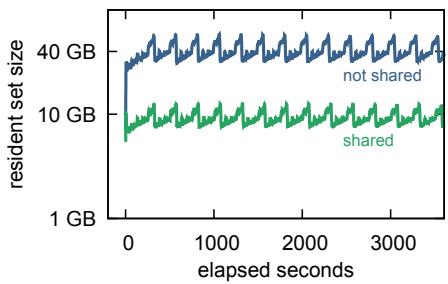 resident set size
40 GB
10 GB
1 GB
not shared
shared
0
1000
2000
3000
elapsed seconds